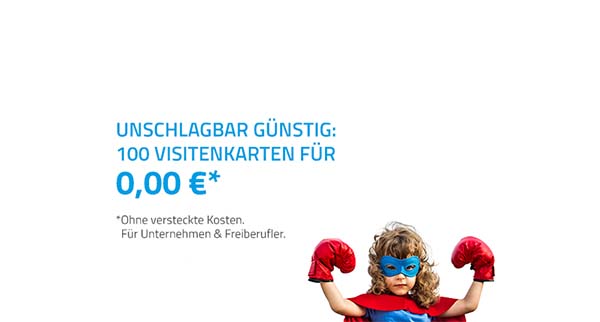 UNSCHLAGBAR GÜNSTIG:
100 VISITENKARTEN FÜR
0,00 €*
*Ohne versteckte Kosten.
Für Unternehmen & Freiberufler.